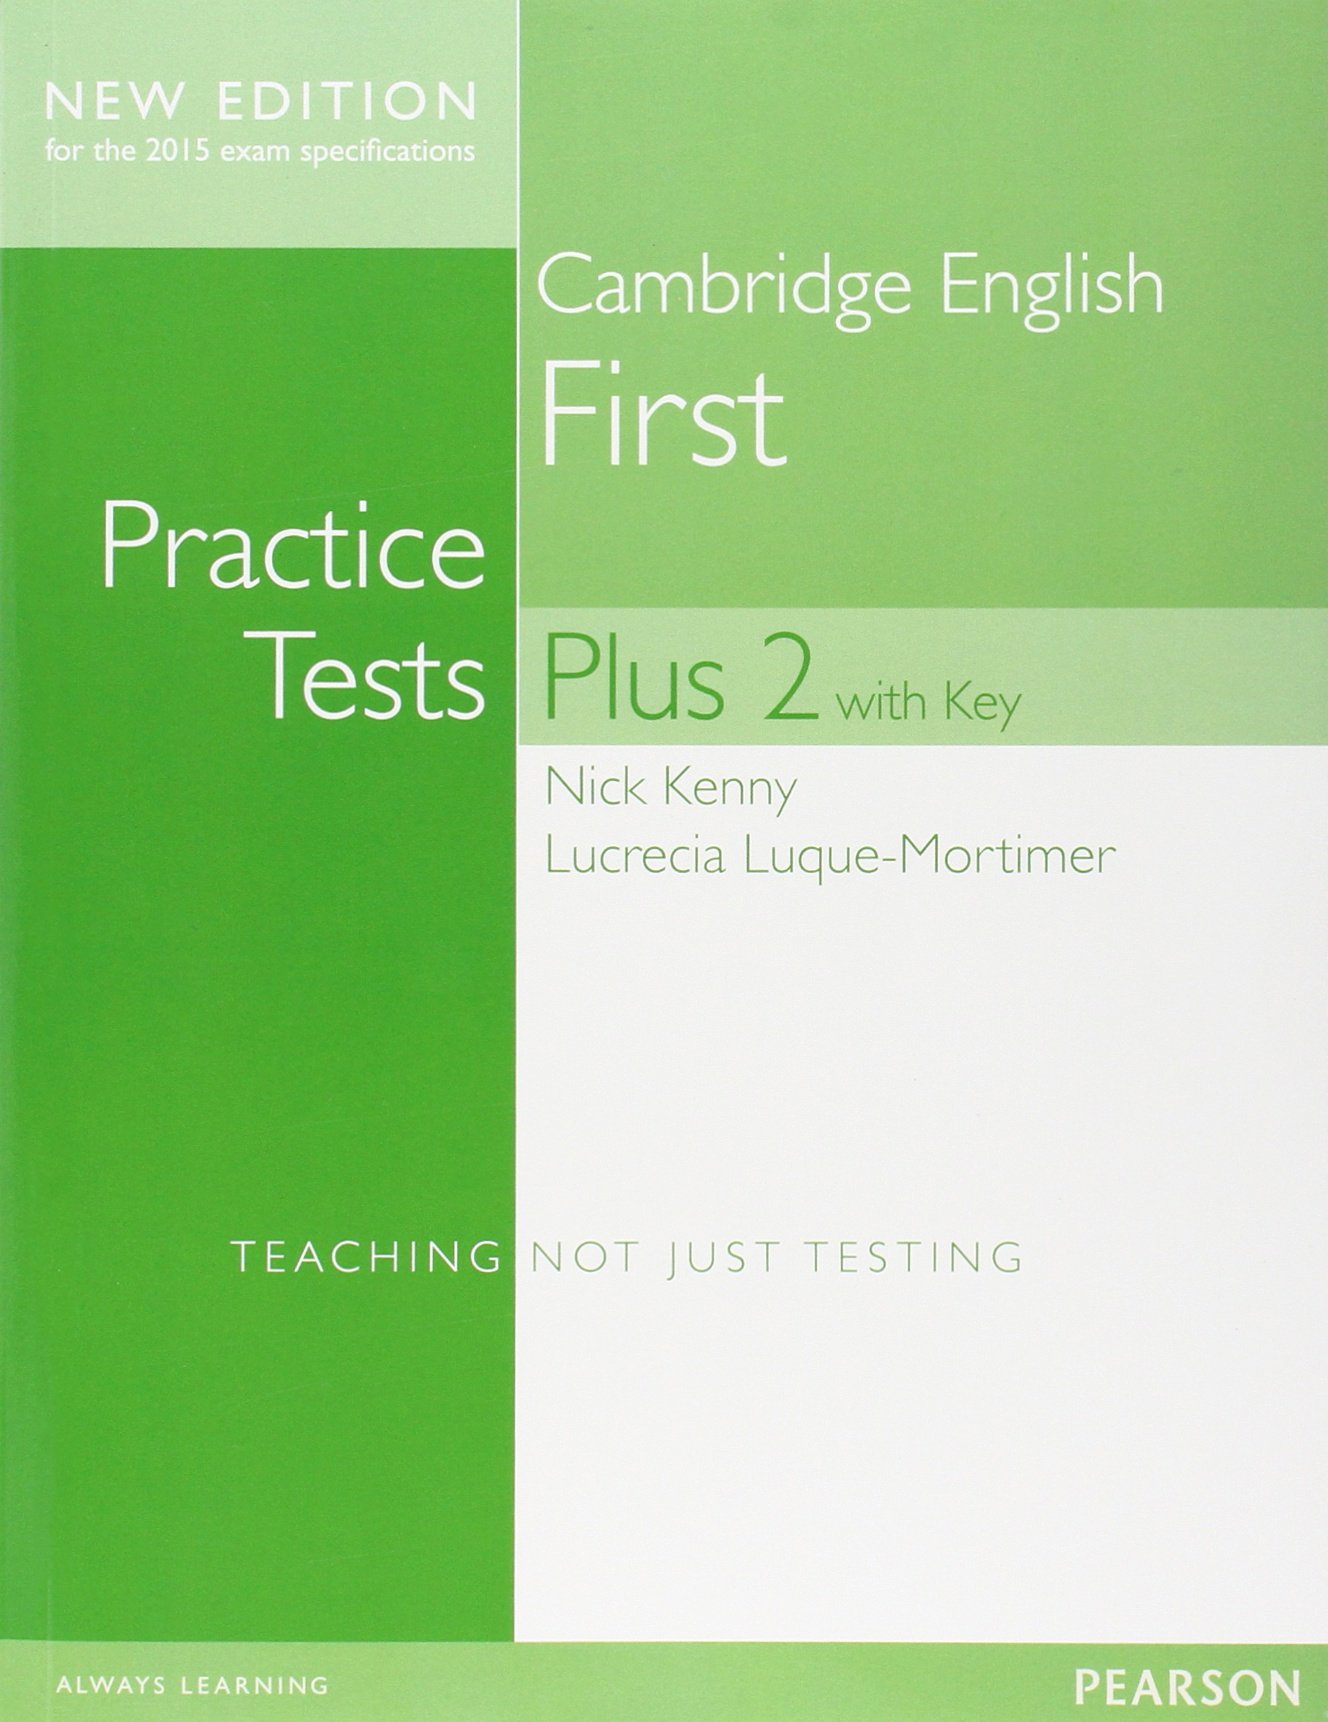 NEW EDITION
for the 2015 exam specifications
Cambridge English
First
Practice
Tests
Plus 2 with Key
Nick Kenny
Lucrecia Luque-Mortimer
TEACHING NOT JUST TESTING
ALWAYS LEARNING
PEARSON